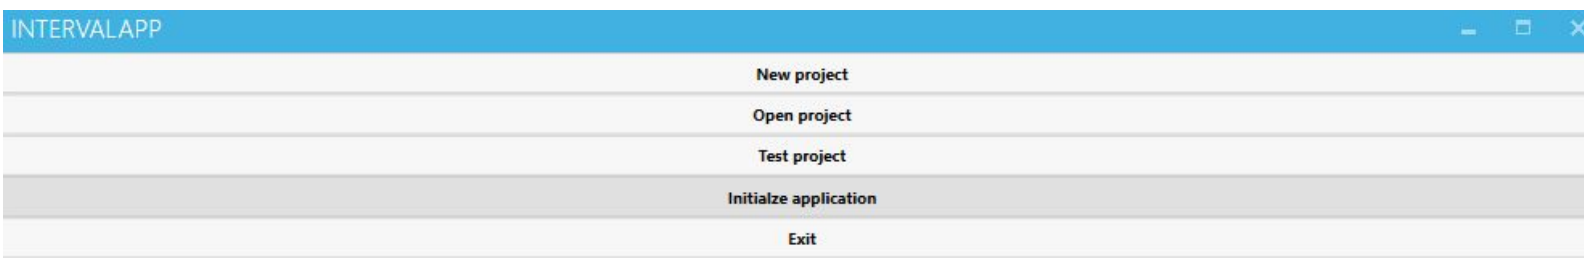 INTERVALAPP
New project
Open project
Test project
Initialze application
Exit